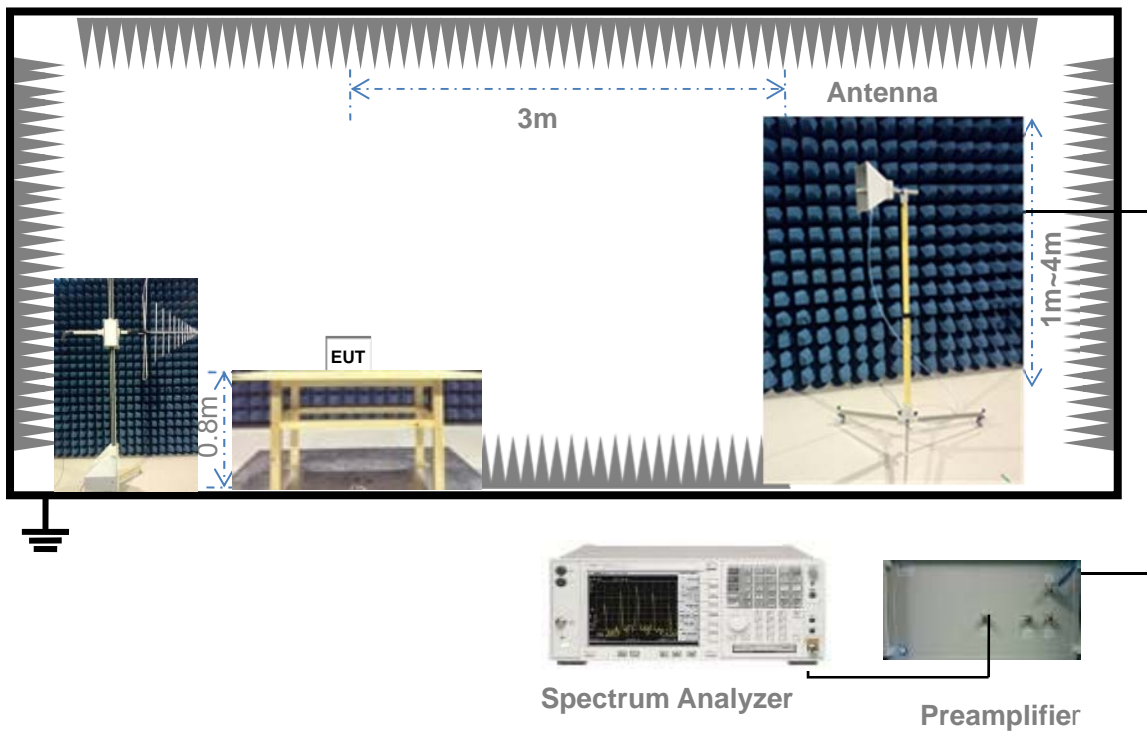 Antenna
3m
1m~4m
EUT
0.8m
Spectrum Analyzer
Preamplifier